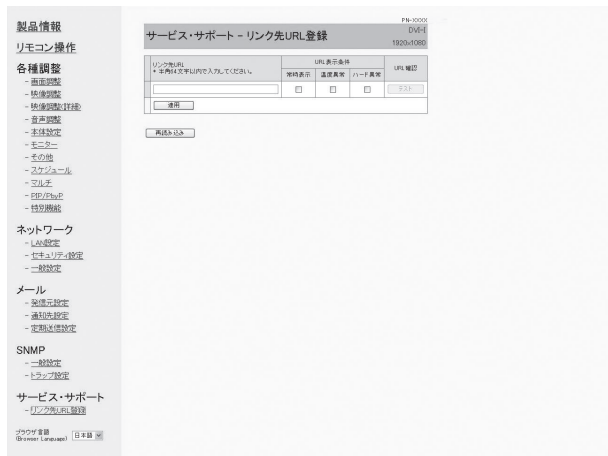 製品情報
リモコン操作
各種調整
- 画面調整
- 映像調整
- 映像調整(詳細)
- 音声調整
- 本体設定
- モニター
- その他
- スケジュール
- マルチ
- PIP/PbyP
- 特別機能
ネットワーク
- LAN設定
- セキュリティ設定
- 一般設定
メール
- 発信元設定
- 通知先設定
- 定期送信設定
SNMP
- 一般設定
- トラップ設定
サービス・サポート
- リンク先URL登録
ブラウザ言語
(Browser Language) 日本語
PN-XXXX
サービス・サポート - リンク先URL登録
DVI-I
1920x1080
リンク先URL
* 半角64文字以内で入力してください。
URL表示条件
常時表示 温度異常 ハード異常
URL確認
テスト
適用
再読み込み